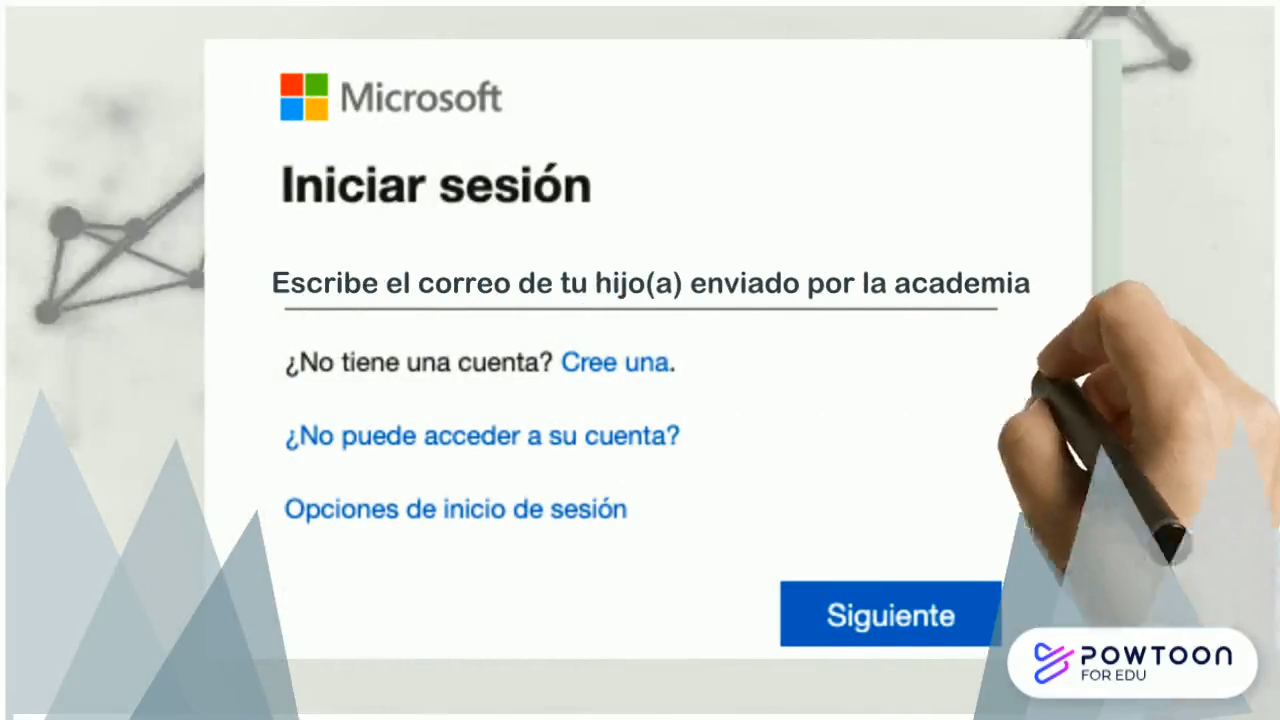 Microsoft
Iniciar sesión
Escribe el correo de tu hijo(a) enviado por la academia
¿No tiene una cuenta? Cree una.
¿No puede acceder a su cuenta?
Opciones de inicio de sesión
Siguiente
POWTOON
FOR EDU